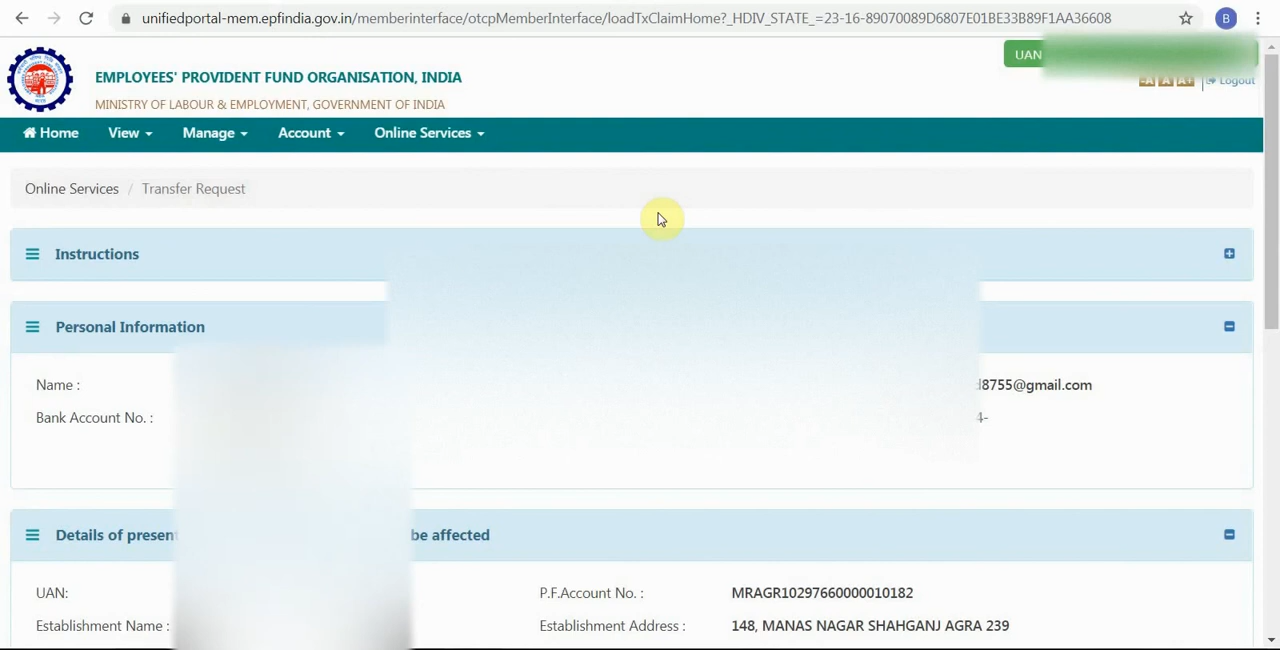 unifiedportal-mem.epfindia.gov.in/memberinterface/otcpMemberInterface/loadTxClaimHome?_HDIV_STATE_=23-16-89070089D6807E01BE33B89F1AA36608
B
UAN
EMPLOYEES' PROVIDENT FUND ORGANISATION, INDIA
-A A A+ Logout
MINISTRY OF LABOUR & EMPLOYMENT, GOVERNMENT OF INDIA
Home View Manage Account Online Services
Online Services / Transfer Request
Instructions
Personal Information
Name : 8755@gmail.com
Bank Account No. : 4-
Details of present be affected
UAN: P.F.Account No. : MRAGR10297660000010182
Establishment Name : Establishment Address : 148, MANAS NAGAR SHAHGANJ AGRA 239